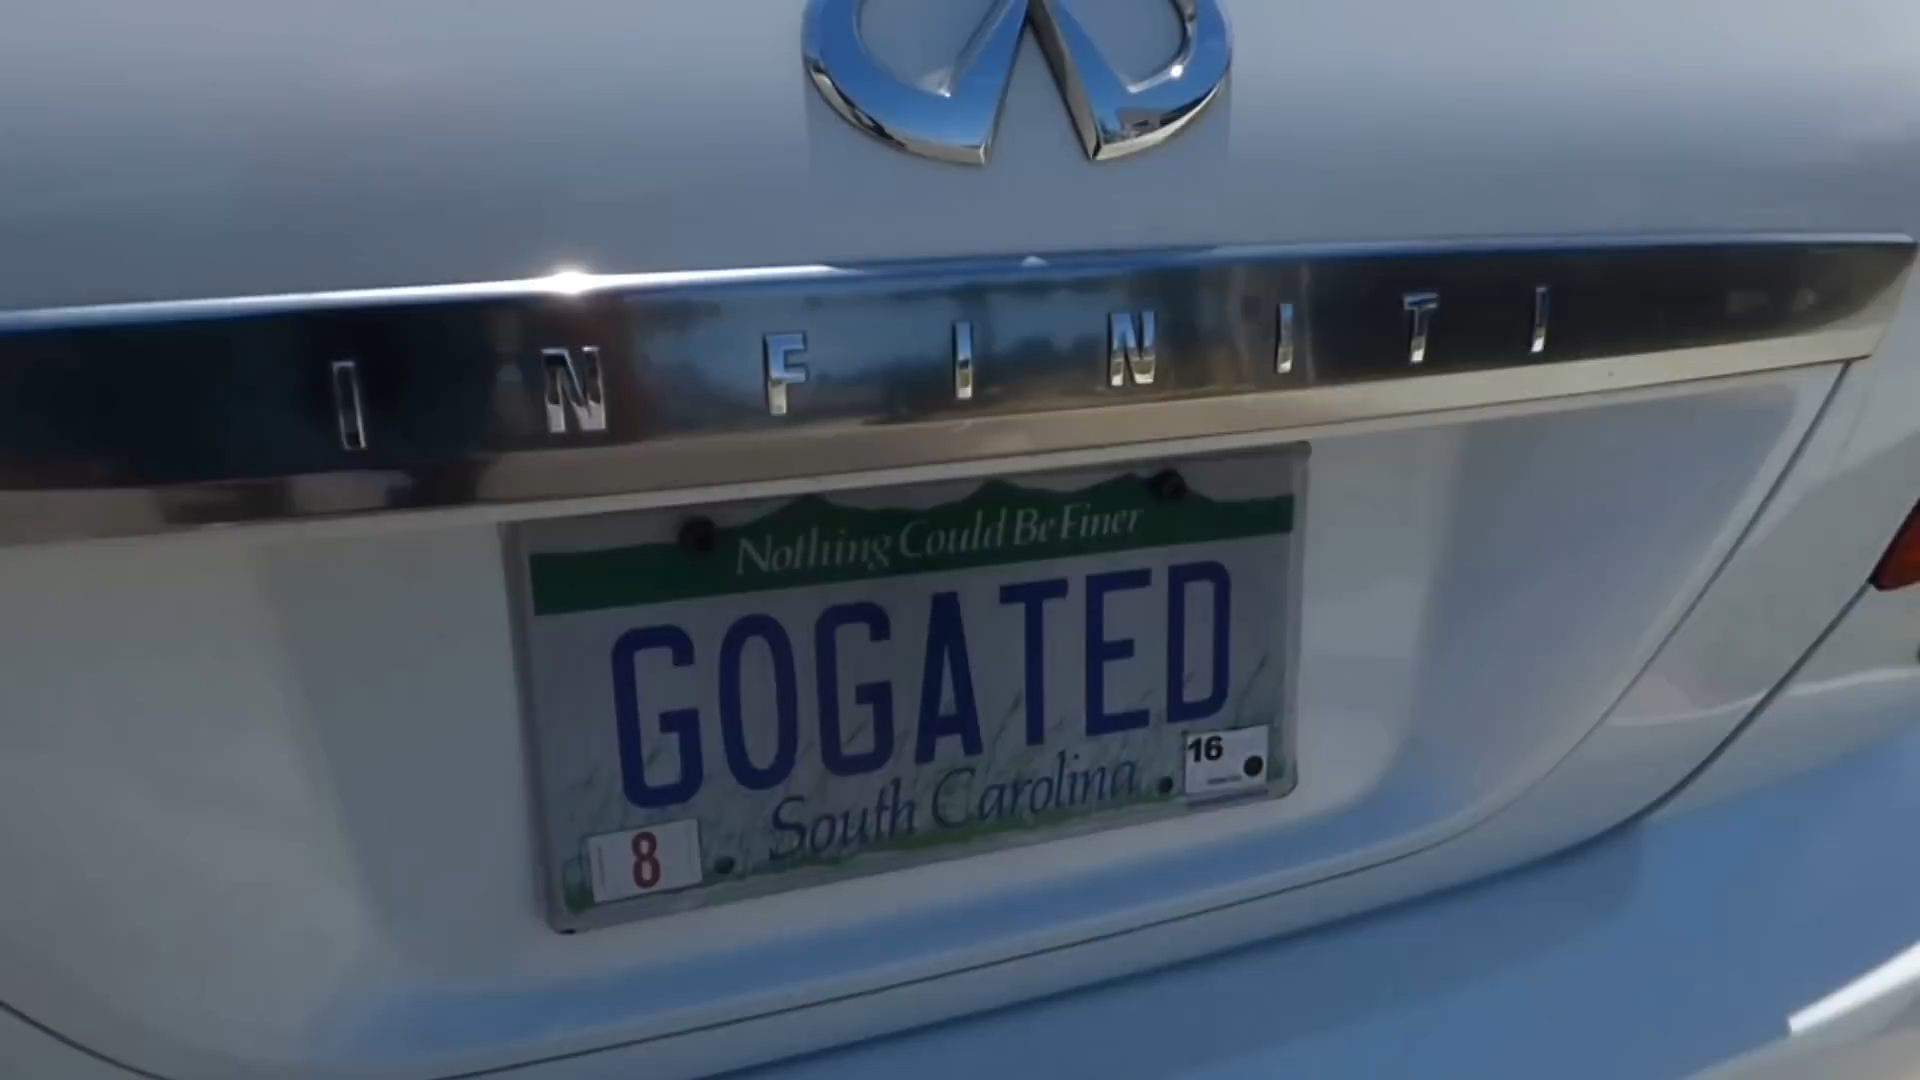 INFINITI
Nothing Could Be Finer
GOGATED
16
South Carolina
8